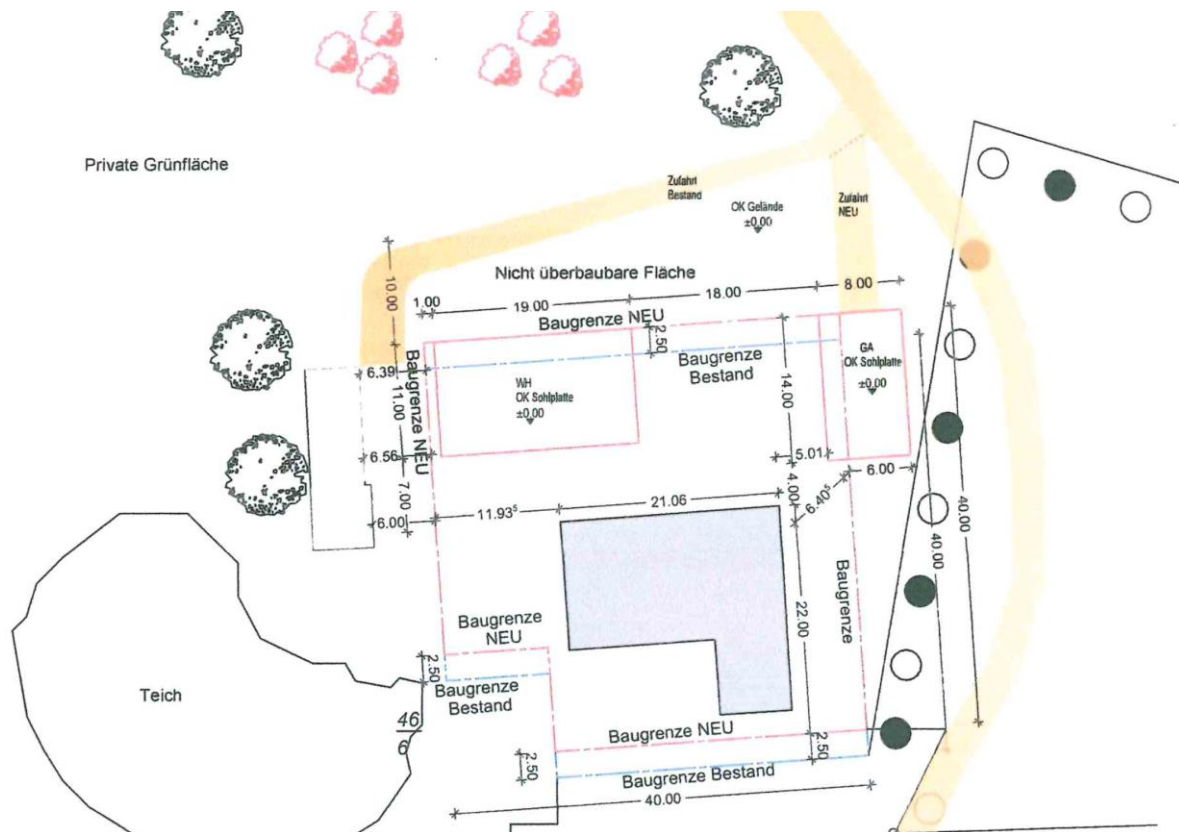 Private Grünfläche
Zufahrt
Bestand
OK Gelände
±0,00
Zufahrt
NEU
Nicht überbaubare Fläche
10.00
1.00
19.00
18.00
8.00
Baugrenze NEU
2.50
Baugrenze
Bestand
GA
OK Sohlplatte
±0,00
6.39
11.00
Baugrenze NEU
WH
OK Sohlplatte
±0,00
14.00
6.56
7.00
5.01
6.00
4.00
6.40⁵
6.00
11.93⁵
21.06
40.00
40.00
Baugrenze
22.00
Baugrenze
NEU
2.50
Baugrenze
Bestand
Teich
46
6
Baugrenze NEU
2.50
2.50
Baugrenze Bestand
40.00